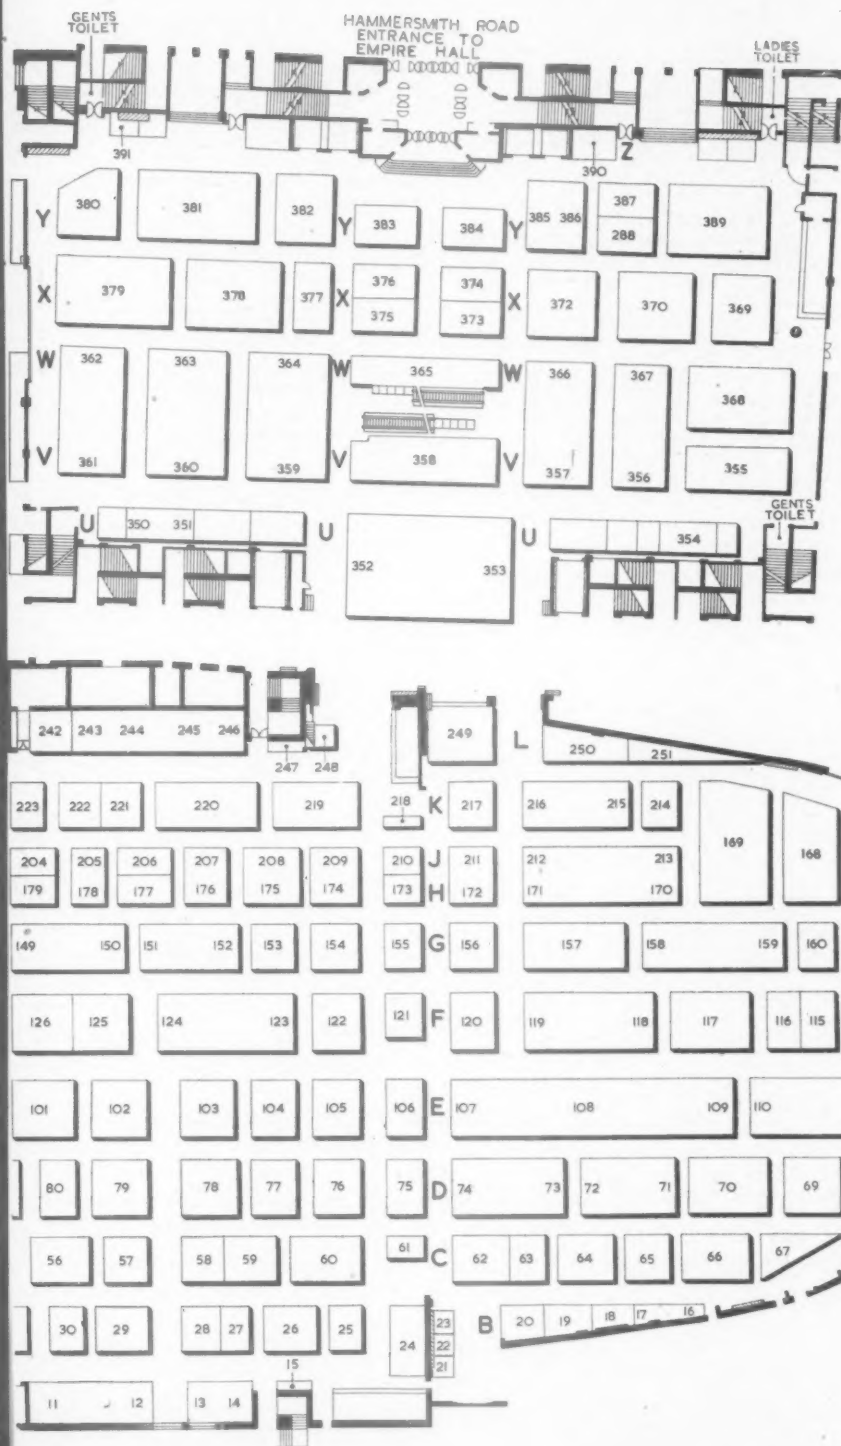 GENTS
TOILET
HAMMERSMITH ROAD
ENTRANCE TO
EMPIRE HALL
LADIES
TOILET
391
390
Z
Y 380 381 382 Y 383 384 Y 385 386 387 389
288
X 379 378 377 X 376 374 X 372 370 369
375 373
W 362 363 364 W 365 W 366 367 368
V 361 360 359 V 358 V 357 356 355
GENTS
TOILET
U 350 351 U U 354
352 353
242 243 244 245 246 249 L 250 251
247 248
223 222 221 220 219 218 K 217 216 215 214 169 168
204 205 206 207 208 209 210 J 211 212 213
179 178 177 176 175 174 173 H 172 171 170
149 150 151 152 153 154 155 G 156 157 158 159 160
126 125 124 123 122 121 F 120 119 118 117 116 115
101 102 103 104 105 106 E 107 108 109 110
80 79 78 77 76 75 D 74 73 72 71 70 69
56 57 58 59 60 61 C 62 63 64 65 66 67
30 29 28 27 26 25 24 23 B 20 19 18 17 16
22
21
15
11 12 13 14